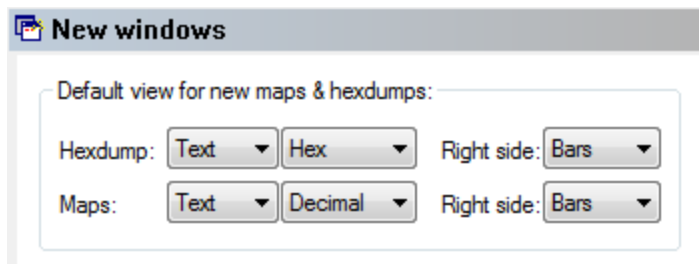 New windows
Default view for new maps & hexdumps:
Hexdump: Text Hex Right side: Bars
Maps: Text Decimal Right side: Bars